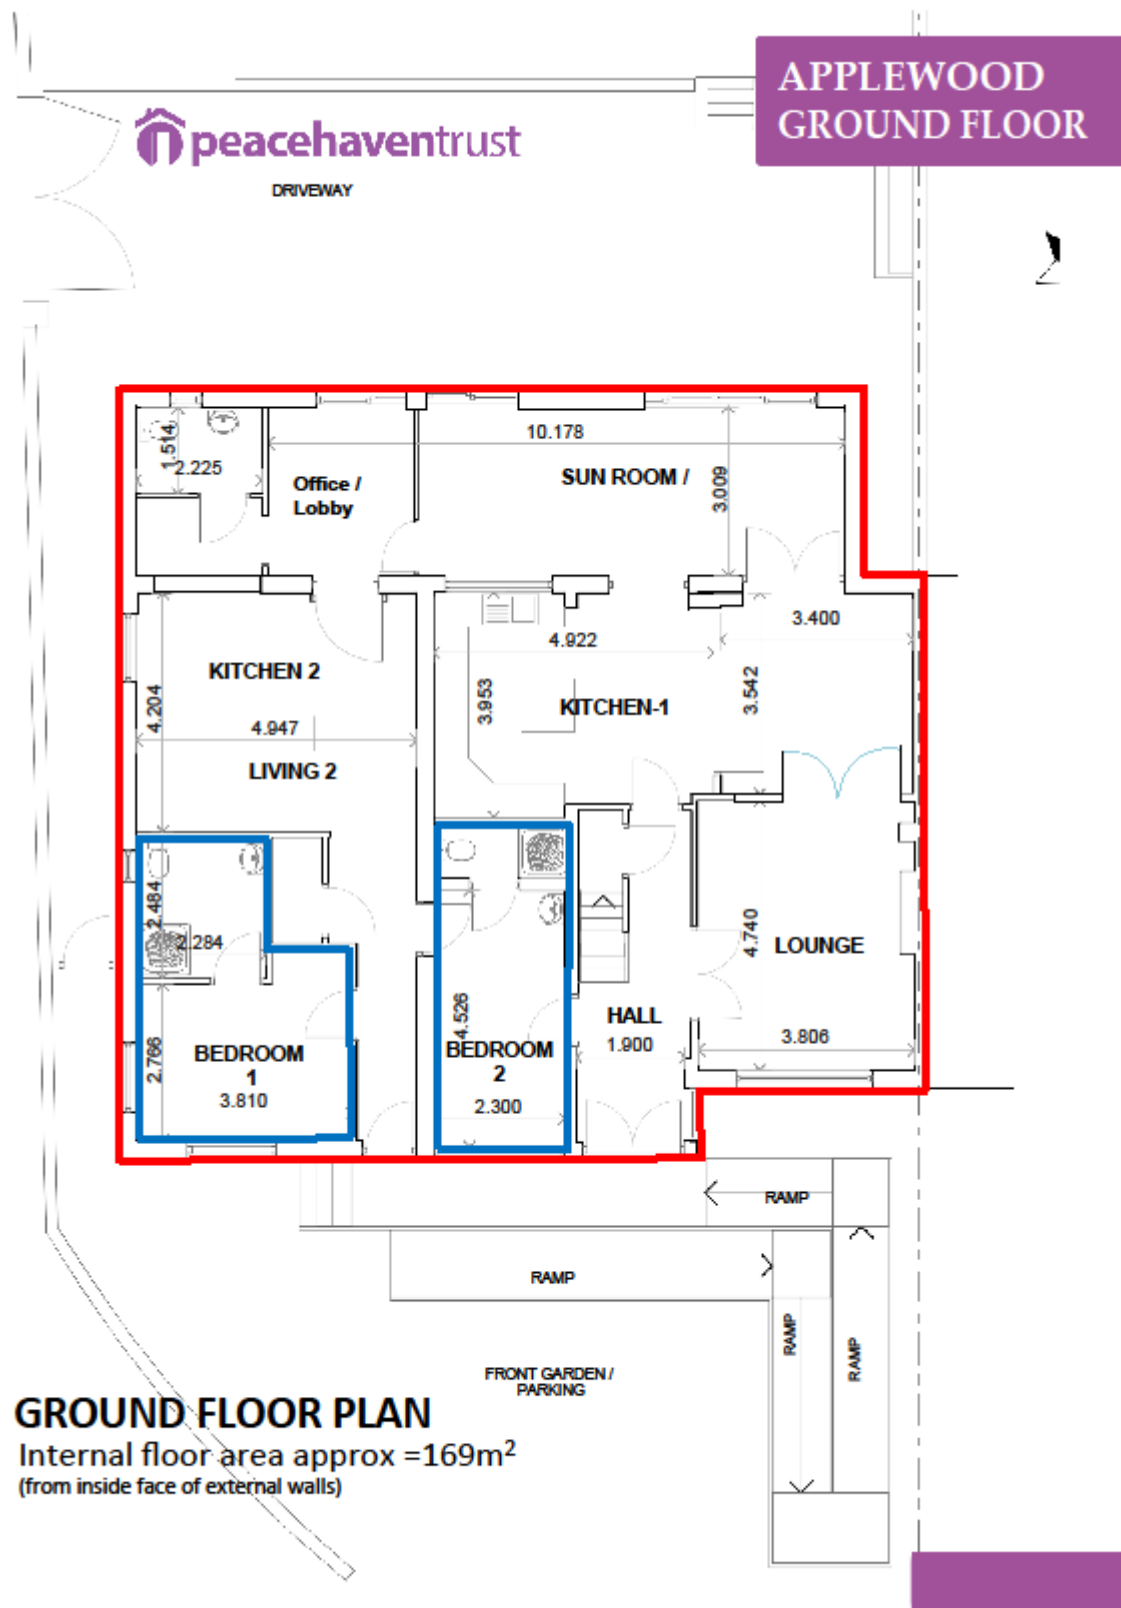 APPLEWOOD
GROUND FLOOR
peacehaventrust
DRIVEWAY
10.178
1.514
2.225
Office /
Lobby
SUN ROOM /
3.009
3.400
4.922
KITCHEN 2
4.204
3.953
KITCHEN-1
3.542
4.947
LIVING 2
2.484
2.284
4.740
LOUNGE
4.526
HALL
1.900
3.806
2.766
BEDROOM
1
3.810
BEDROOM
2
2.300
RAMP
RAMP
RAMP
RAMP
FRONT GARDEN /
PARKING
GROUND FLOOR PLAN
Internal floor area approx =169m²
(from inside face of external walls)